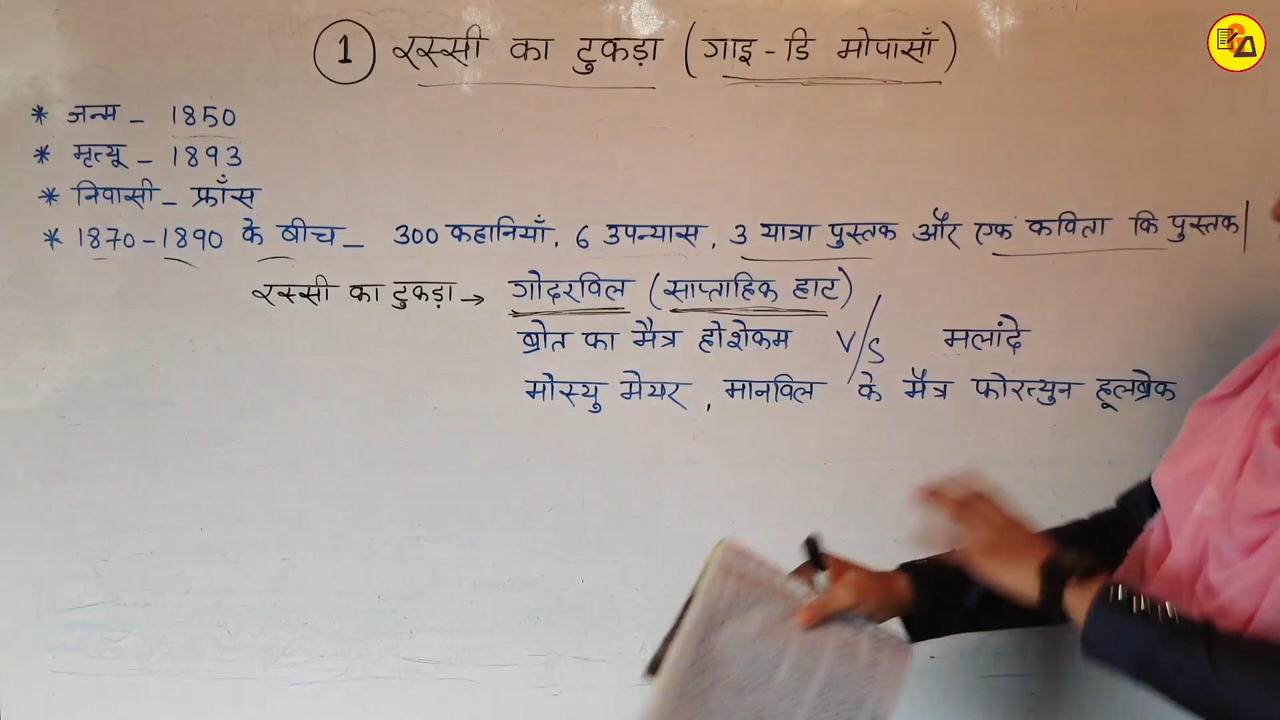 1 रस्सी का टुकड़ा (गाइ - डि मोपासाँ)
* जन्म - 1850
* मृत्यू - 1893
* निवासी - फ्राँस
* 1870-1890 के बीच - 300 कहानियाँ, 6 उपन्यास, 3 यात्रा पुस्तक और एक कविता कि पुस्तक|
रस्सी का टुकड़ा → गोदरविल (साप्ताहिक हाट)
ब्रोत का मैत्र होशेकम V/S मलांदे
मोस्यु मेयर, मानविल के मैत्र फोरत्युन हूलब्रेक